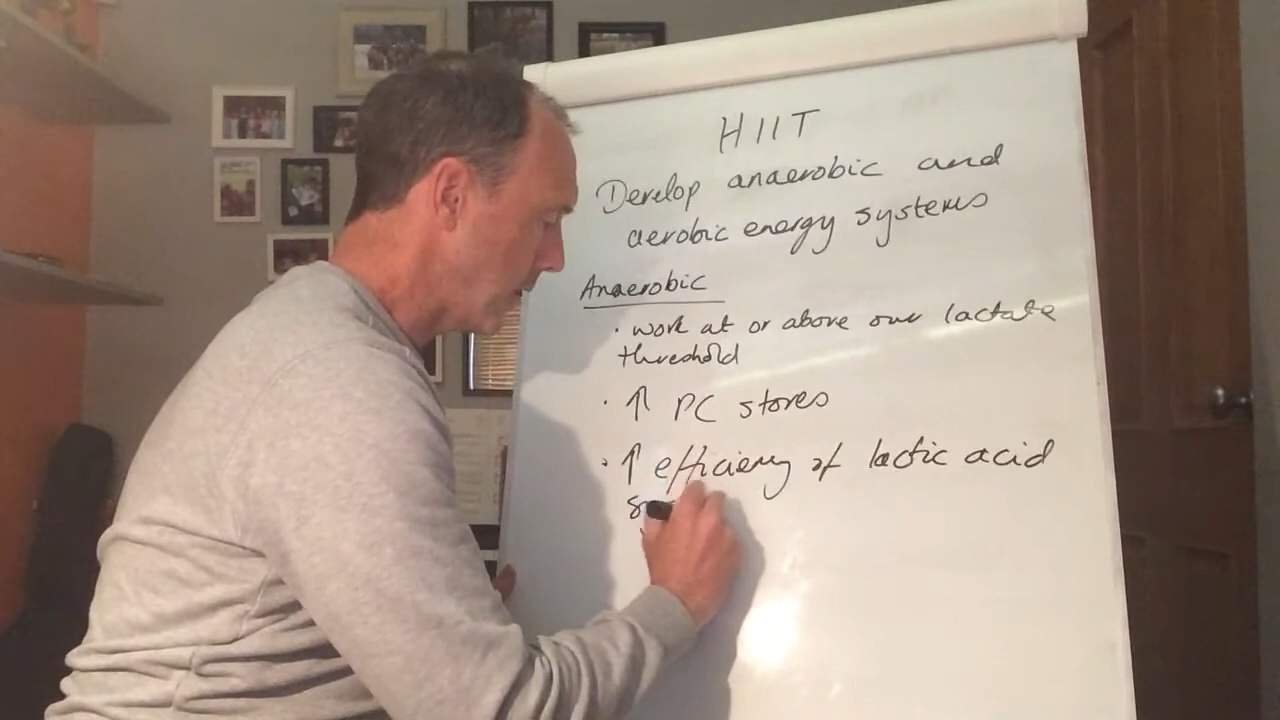 HIIT
Develop anaerobic and
aerobic energy systems
Anaerobic
· work at or above our lactate
threshold
· ↑ PC stores
· ↑ efficiency of lactic acid